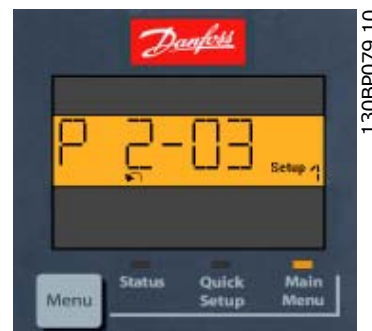 Danfoss
P 2-03
Setup 1
Status Quick Setup Main Menu
Menu
130BP079.10